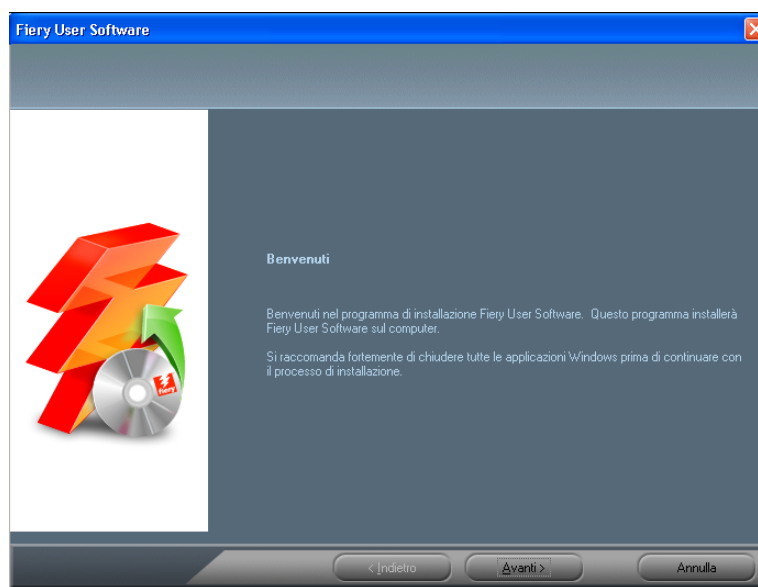 Fiery User Software
Benvenuti
Benvenuti nel programma di installazione Fiery User Software. Questo programma installerà
Fiery User Software sul computer.
Si raccomanda fortemente di chiudere tutte le applicazioni Windows prima di continuare con
il processo di installazione.
fiery
< Indietro
Avanti >
Annulla